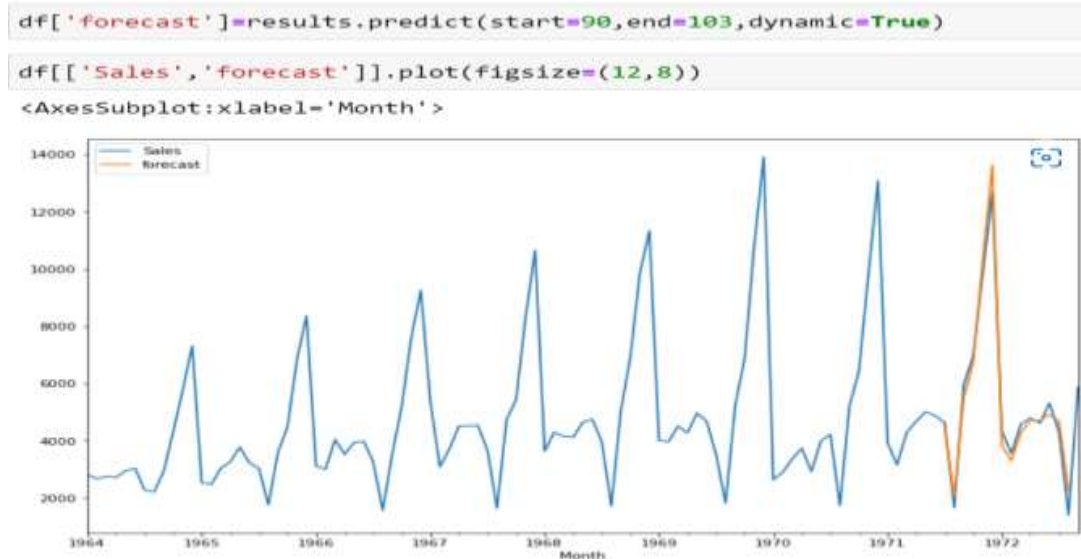 df['forecast']=results.predict(start=90,end=103,dynamic=True)
df[['Sales','forecast']].plot(figsize=(12,8))
<AxesSubplot:xlabel='Month'>
Sales
forecast
14000
12000
10000
8000
6000
4000
2000
1964 1965 1966 1967 1968 1969 1970 1971 1972
Month